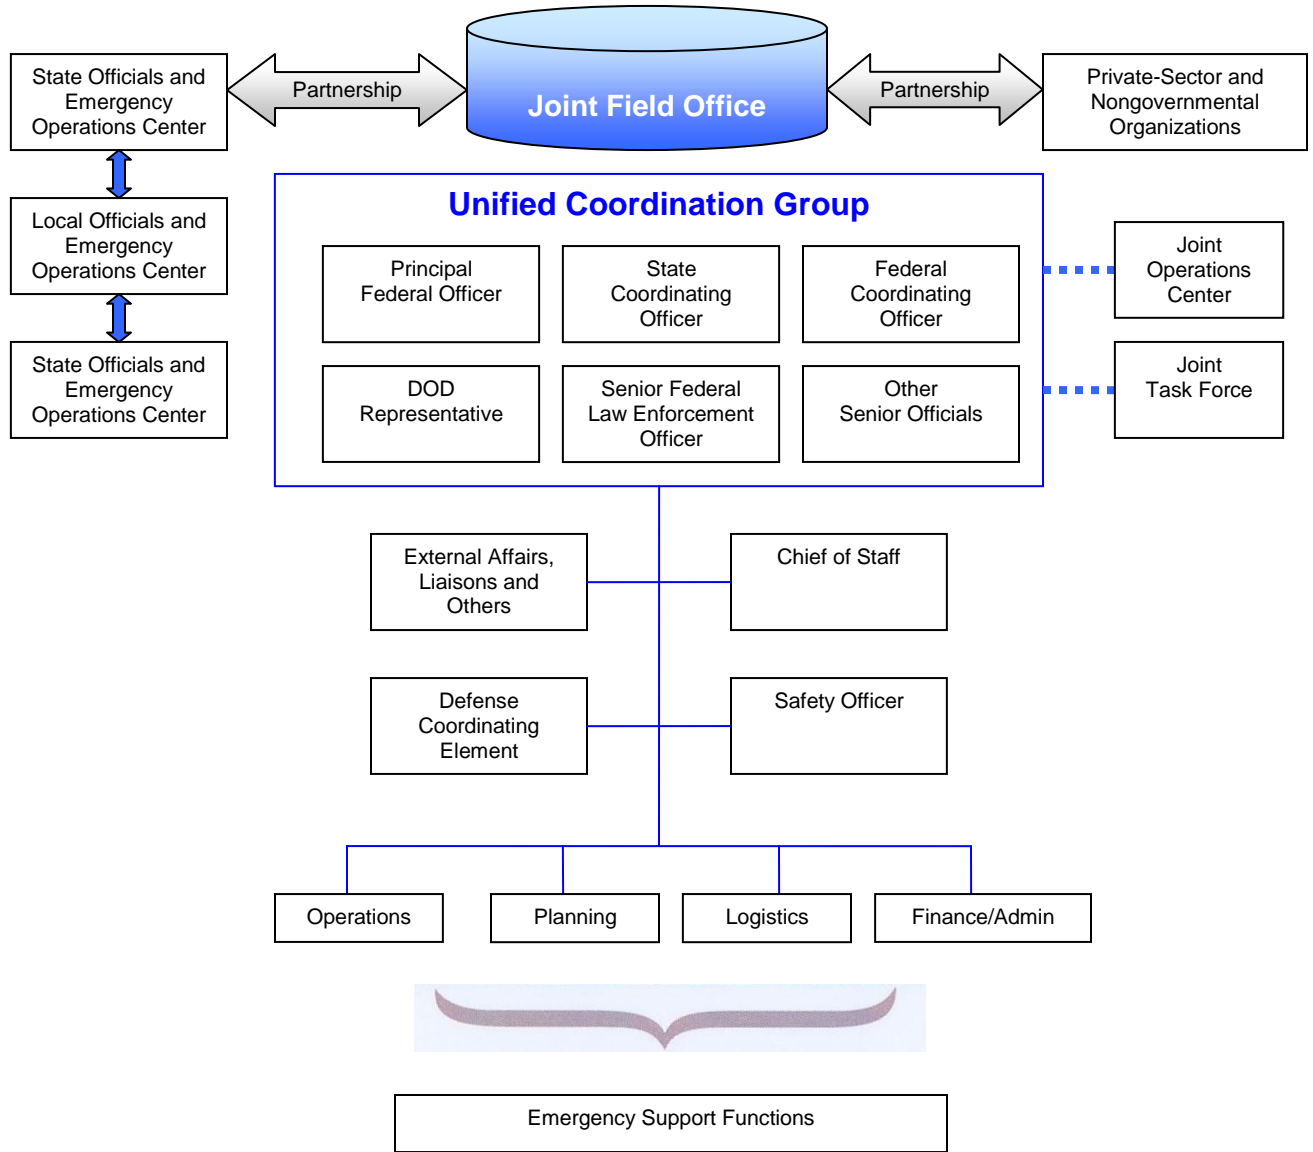 State Officials and
Emergency
Operations Center
Partnership
Joint Field Office
Partnership
Private-Sector and
Nongovernmental
Organizations
Local Officials and
Emergency
Operations Center
State Officials and
Emergency
Operations Center
Unified Coordination Group
Principal
Federal Officer
State
Coordinating
Officer
Federal
Coordinating
Officer
DOD
Representative
Senior Federal
Law Enforcement
Officer
Other
Senior Officials
Joint
Operations
Center
Joint
Task Force
External Affairs,
Liaisons and
Others
Chief of Staff
Defense
Coordinating
Element
Safety Officer
Operations
Planning
Logistics
Finance/Admin
Emergency Support Functions